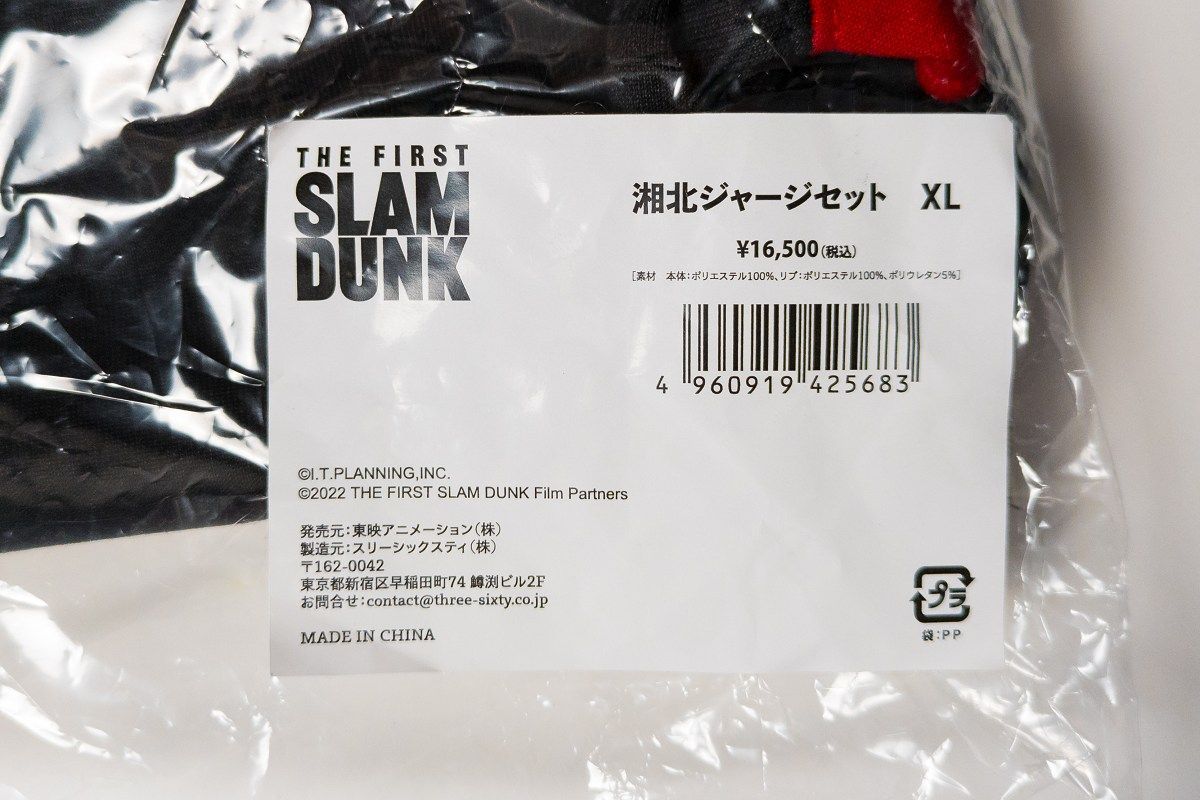 THE FIRST
SLAM
DUNK
湘北ジャージセット　XL
¥16,500(税込)
[素材　本体:ポリエステル100%、リブ:ポリエステル100%、ポリウレタン5%]
4 960919 425683
©I.T.PLANNING,INC.
©2022 THE FIRST SLAM DUNK Film Partners
発売元:東映アニメーション(株)
製造元:スリーシックスティ(株)
〒162-0042
東京都新宿区早稲田町74 鱒渕ビル2F
お問合せ:contact@three-sixty.co.jp
MADE IN CHINA
プラ
袋:PP